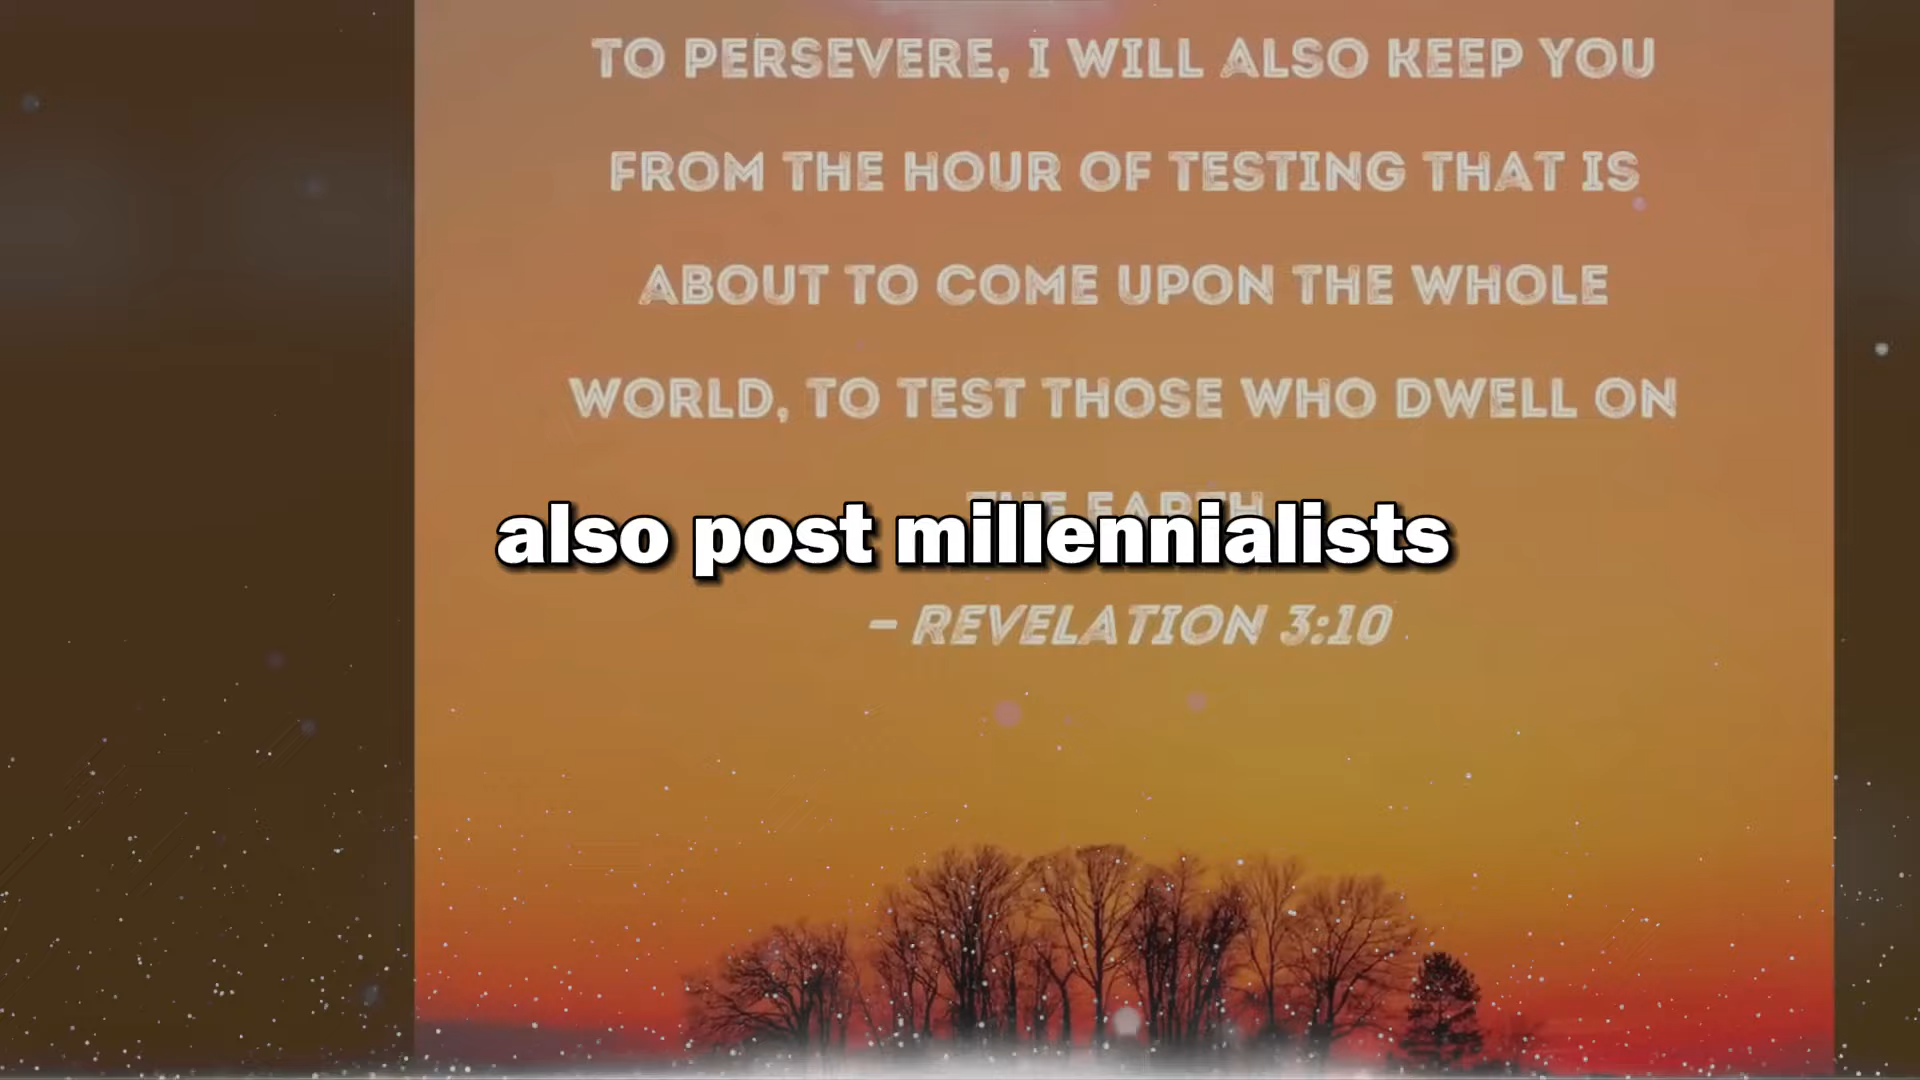 TO PERSEVERE, I WILL ALSO KEEP YOU
FROM THE HOUR OF TESTING THAT IS
ABOUT TO COME UPON THE WHOLE
WORLD, TO TEST THOSE WHO DWELL ON
THE EARTH
also post millennialists
– REVELATION 3:10